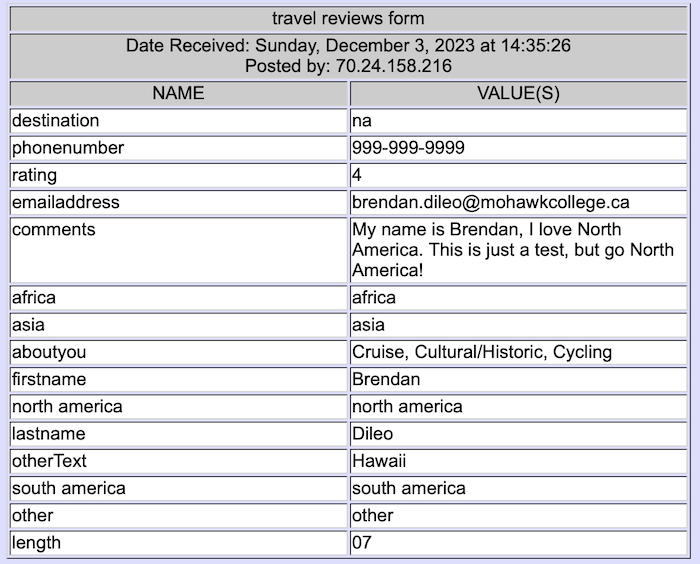 travel reviews form
Date Received: Sunday, December 3, 2023 at 14:35:26
Posted by: 70.24.158.216
NAME VALUE(S)
destination na
phonenumber 999-999-9999
rating 4
emailaddress brendan.dileo@mohawkcollege.ca
comments My name is Brendan, I love North
America. This is just a test, but go North
America!
africa africa
asia asia
aboutyou Cruise, Cultural/Historic, Cycling
firstname Brendan
north america north america
lastname Dileo
otherText Hawaii
south america south america
other other
length 07